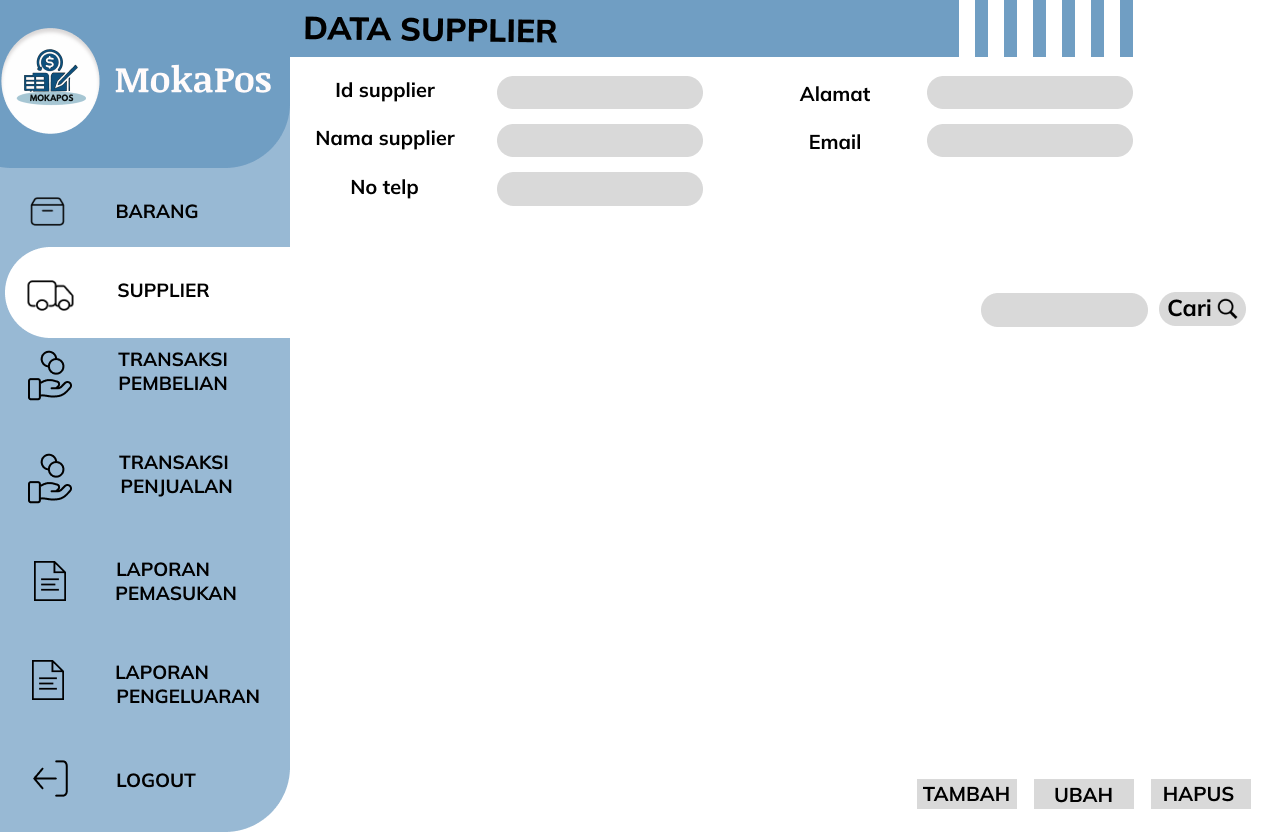 MOKAPOS
MokaPos
BARANG
SUPPLIER
TRANSAKSI
PEMBELIAN
TRANSAKSI
PENJUALAN
LAPORAN
PEMASUKAN
LAPORAN
PENGELUARAN
LOGOUT
DATA SUPPLIER
Id supplier
Nama supplier
No telp
Alamat
Email
Cari
TAMBAH
UBAH
HAPUS